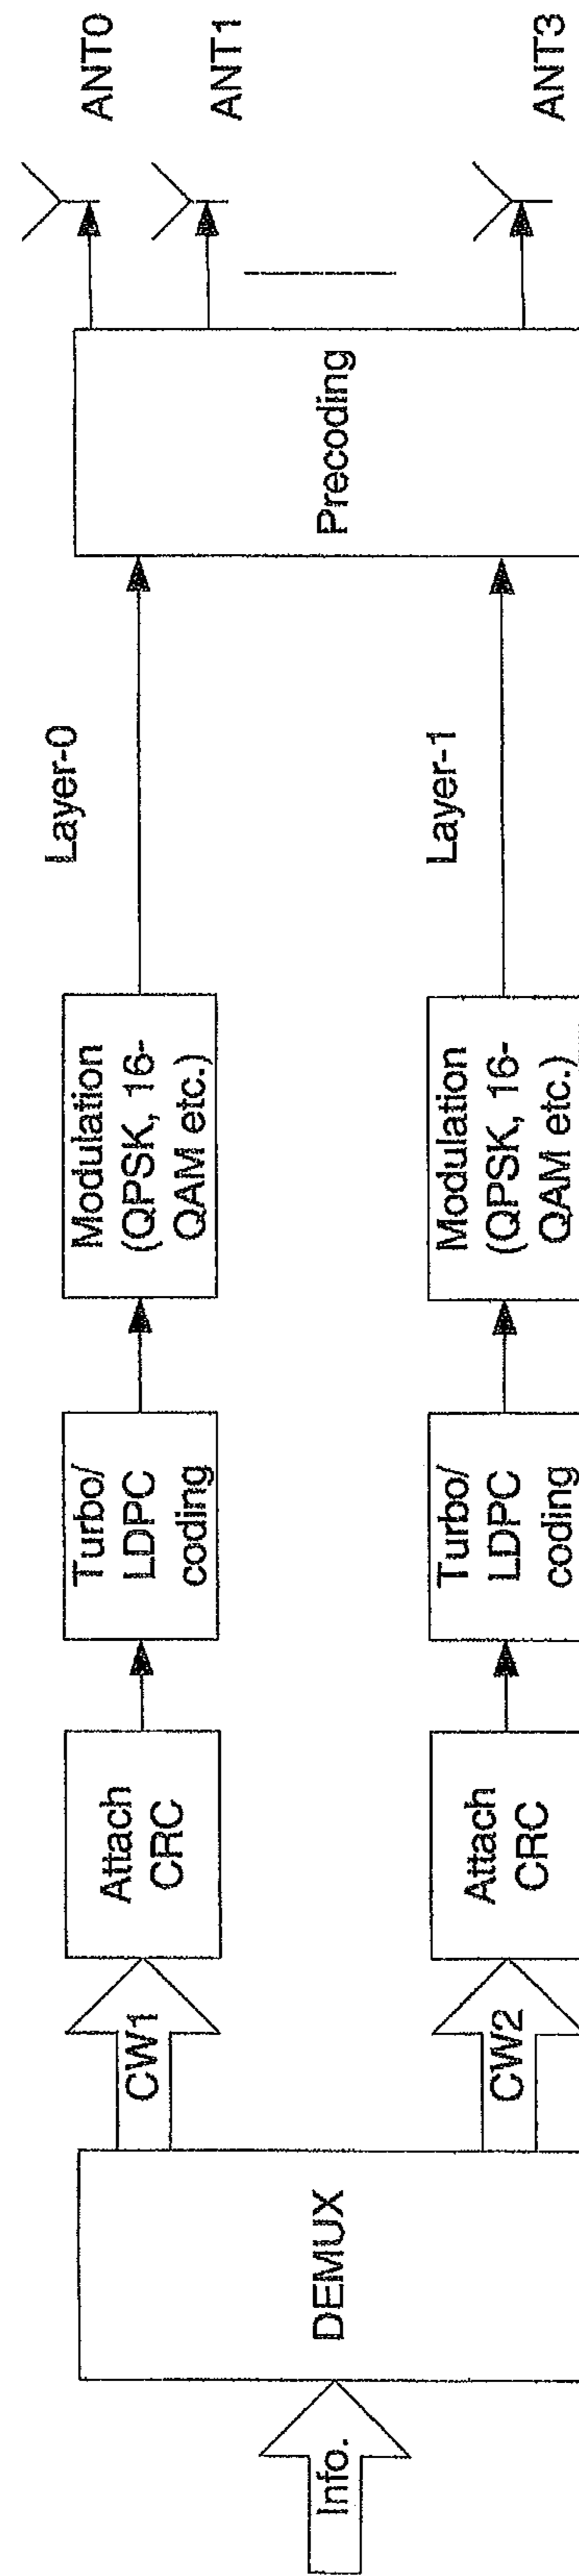 Info.
DEMUX
CW1
Attach
CRC
Turbo/
LDPC
coding
Modulation
(QPSK, 16-
QAM etc.)
Layer-0
CW2
Attach
CRC
Turbo/
LDPC
coding
Modulation
(QPSK, 16-
QAM etc.)
Layer-1
Precoding
ANT0
ANT1
ANT3